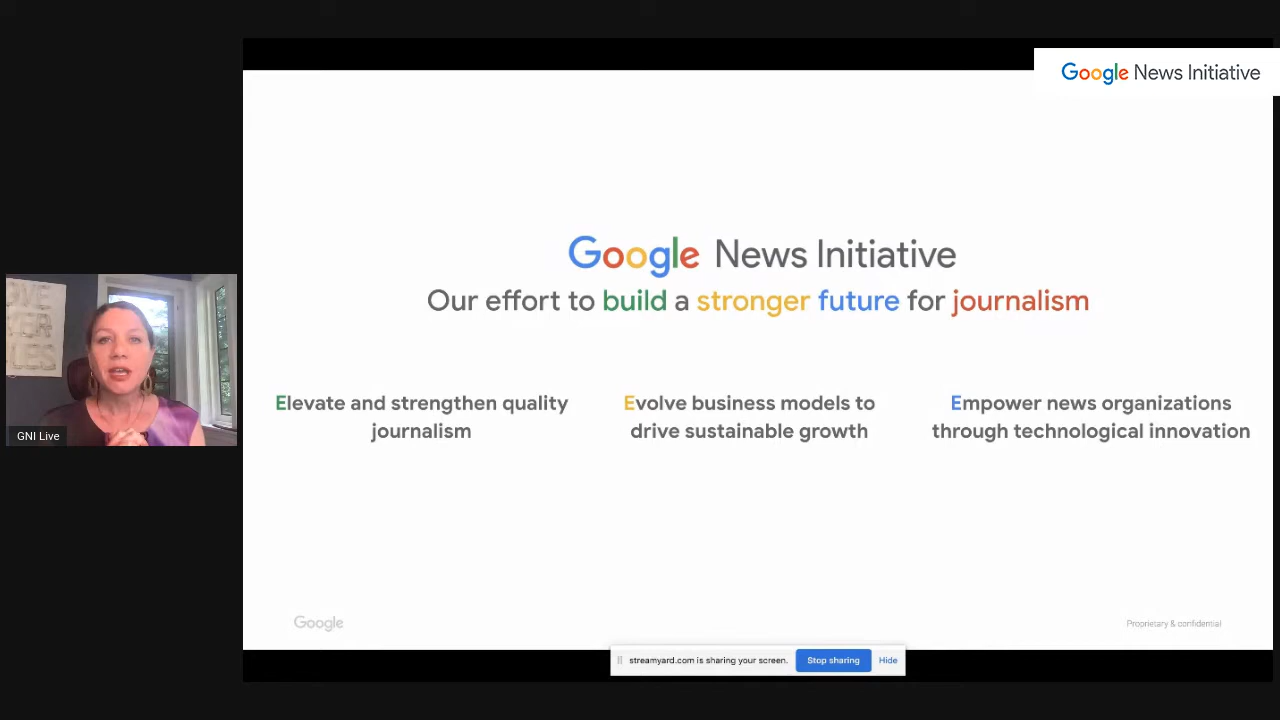 Google News Initiative
Google News Initiative
Our effort to build a stronger future for journalism
Elevate and strengthen quality
journalism
Evolve business models to
drive sustainable growth
Empower news organizations
through technological innovation
GNI Live
Google
Proprietary & confidential
streamyard.com is sharing your screen.
Stop sharing
Hide